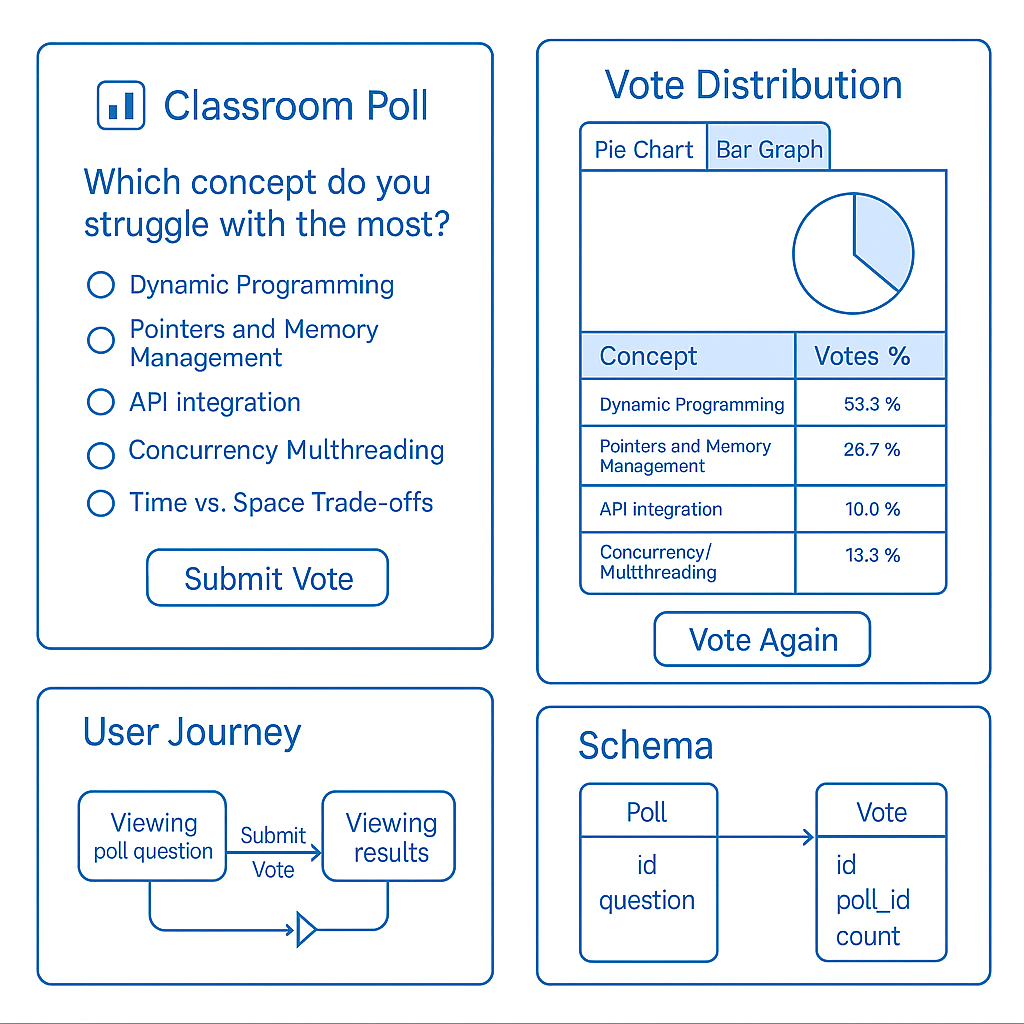 Classroom Poll
Which concept do you
struggle with the most?
Dynamic Programming
Pointers and Memory
Management
API integration
Concurrency Multhreading
Time vs. Space Trade-offs
Submit Vote
Vote Distribution
Pie Chart
Bar Graph
Concept
Votes %
Dynamic Programming
53.3 %
Pointers and Memory
Management
26.7 %
API integration
10.0 %
Concurrency/
Multthreading
13.3 %
Vote Again
User Journey
Viewing
poll question
Submit
Vote
Viewing
results
Schema
Poll
id
question
Vote
id
poll_id
count